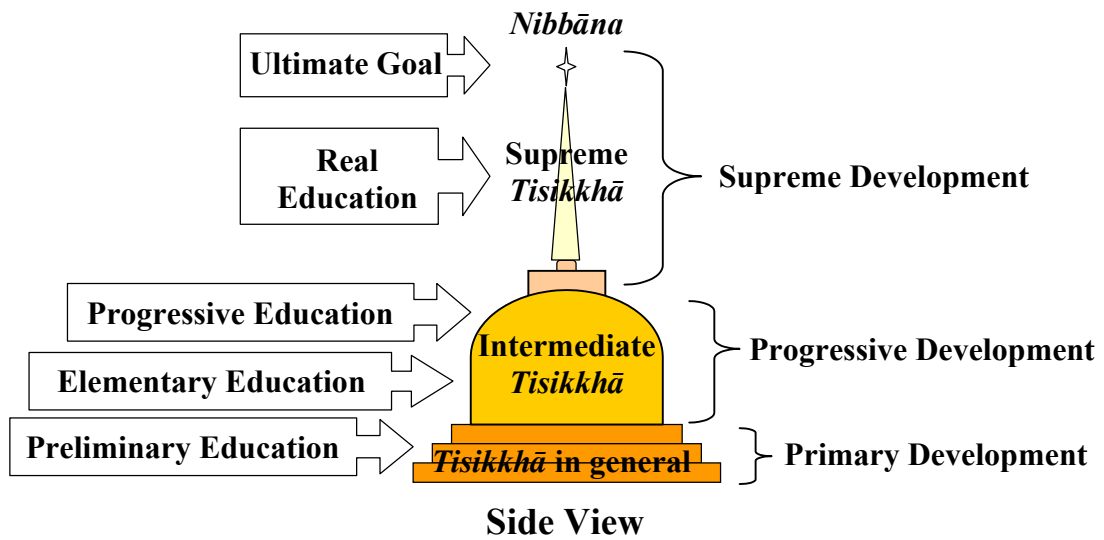 Nibbāna
Ultimate Goal
Real
Education
Supreme
Tisikkhā
Supreme Development
Progressive Education
Intermediate
Tisikkhā
Progressive Development
Elementary Education
Preliminary Education
Tisikkhā in general
Primary Development
Side View